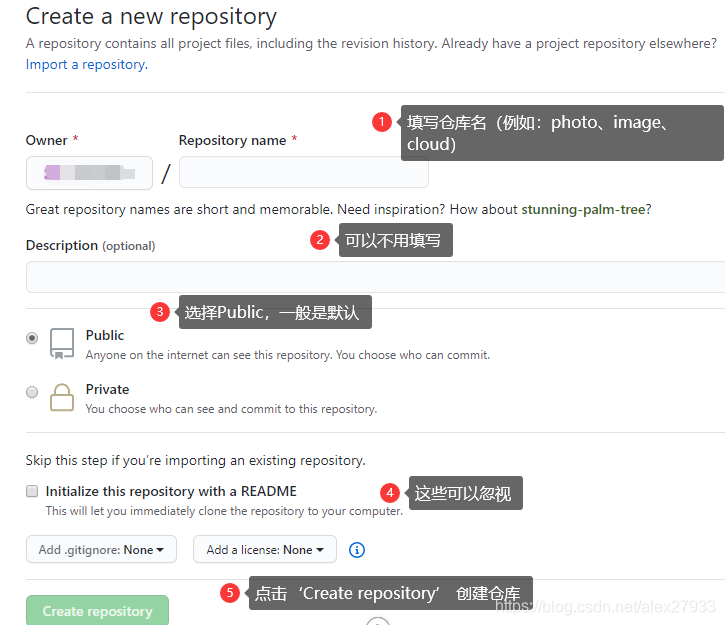 Create a new repository
A repository contains all project files, including the revision history. Already have a project repository elsewhere?
Import a repository.
1 填写仓库名（例如：photo、image、
cloud）
Owner * Repository name *
/
Great repository names are short and memorable. Need inspiration? How about stunning-palm-tree?
2 可以不用填写
Description (optional)
3 选择Public，一般是默认
Public
Anyone on the internet can see this repository. You choose who can commit.
Private
You choose who can see and commit to this repository.
Skip this step if you’re importing an existing repository.
Initialize this repository with a README
4 这些可以忽视
This will let you immediately clone the repository to your computer.
Add .gitignore: None Add a license: None
5 点击‘Create repository’ 创建仓库
Create repository
https://blog.csdn.net/alex27933